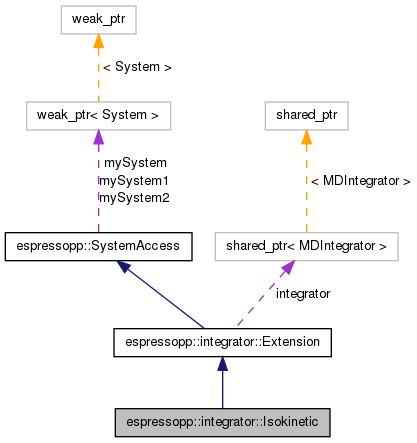 weak_ptr
< System >
weak_ptr< System >
shared_ptr
mySystem
mySystem1
mySystem2
< MDIntegrator >
espressopp::SystemAccess
shared_ptr< MDIntegrator >
integrator
espressopp::integrator::Extension
espressopp::integrator::Isokinetic